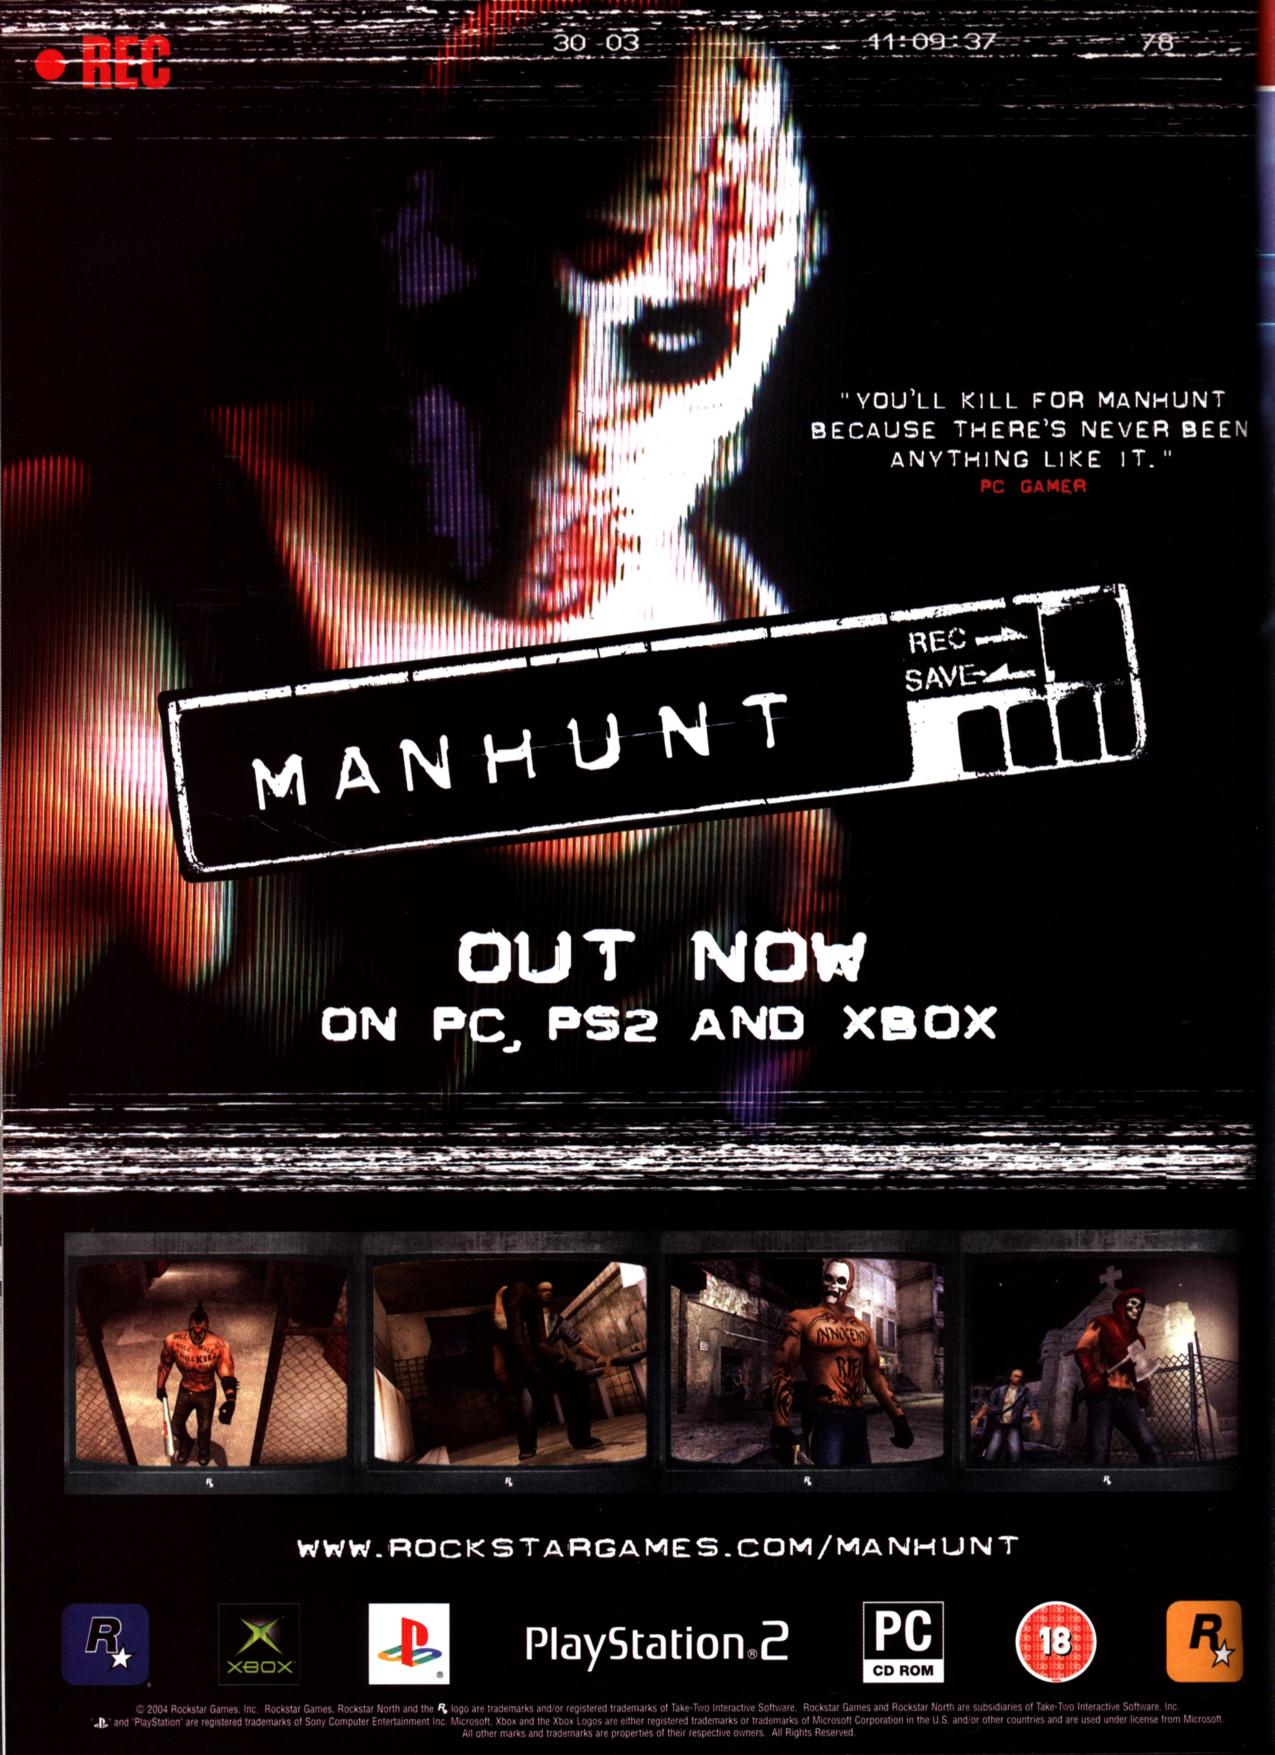 REC
30 03 11:09:37 78
"YOU'LL KILL FOR MANHUNT
BECAUSE THERE'S NEVER BEEN
ANYTHING LIKE IT."
PC GAMER
REC
SAVE
MANHUNT
OUT NOW
ON PC, PS2 AND XBOX
INNOCENT
WWW.ROCKSTARGAMES.COM/MANHUNT
R
XBOX
®
PlayStation®2
PC
CD ROM
18
R
© 2004 Rockstar Games, Inc. Rockstar Games, Rockstar North and the R logo are trademarks and/or registered trademarks of Take-Two Interactive Software. Rockstar Games and Rockstar North are subsidiaries of Take-Two Interactive Software, Inc.
" " and "PlayStation" are registered trademarks of Sony Computer Entertainment Inc. Microsoft, Xbox and the Xbox Logos are either registered trademarks or trademarks of Microsoft Corporation in the U.S. and/or other countries and are used under license from Microsoft.
All other marks and trademarks are properties of their respective owners. All Rights Reserved.